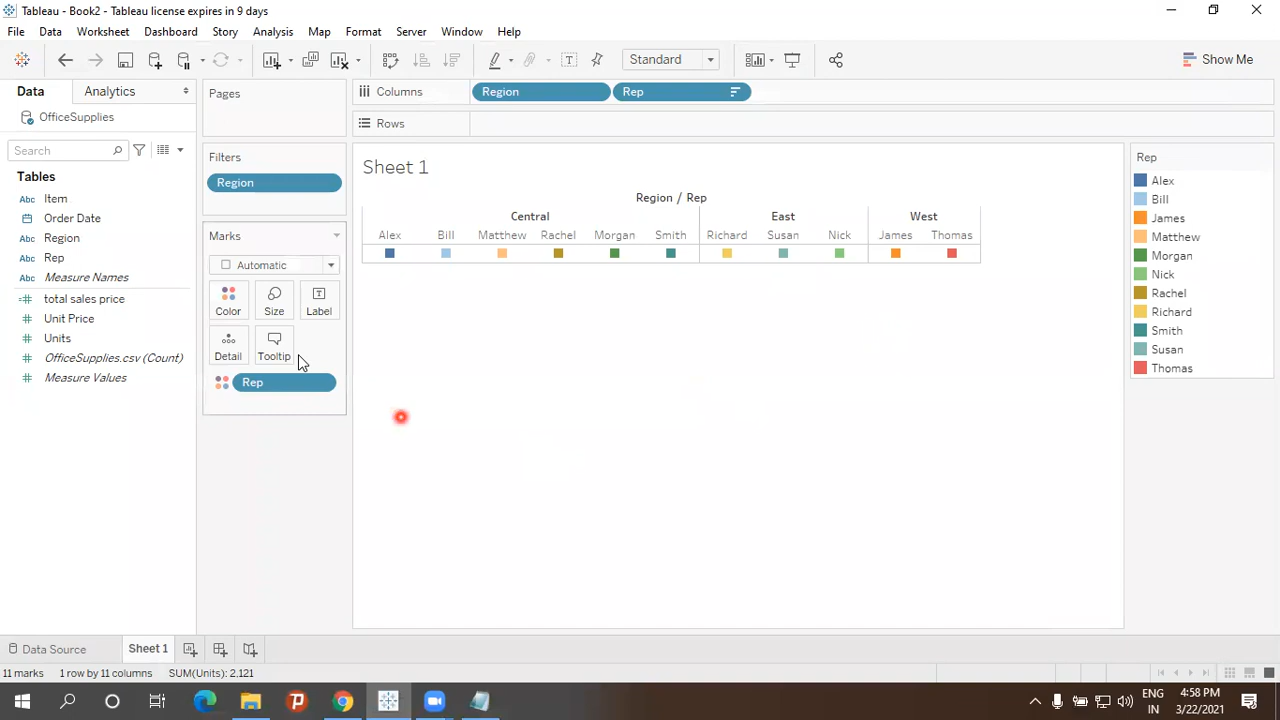 Tableau - Book2 - Tableau license expires in 9 days
File Data Worksheet Dashboard Story Analysis Map Format Server Window Help
Standard
Show Me
Data Analytics
Pages
Columns Region Rep
OfficeSupplies
Rows
Search
Filters
Sheet 1
Rep
Tables
Region
Region / Rep
Abc Item
Order Date
Abc Region
Abc Rep
Abc Measure Names
total sales price
Unit Price
Units
OfficeSupplies.csv (Count)
Measure Values
Marks
Automatic
Color Size Label
Detail Tooltip
Rep
Central East West
Alex Bill Matthew Rachel Morgan Smith Richard Susan Nick James Thomas
Alex
Bill
James
Matthew
Morgan
Nick
Rachel
Richard
Smith
Susan
Thomas
Data Source Sheet 1
11 marks 1 row by 11 columns SUM(Units): 2,121
ENG 4:58 PM
IN 3/22/2021